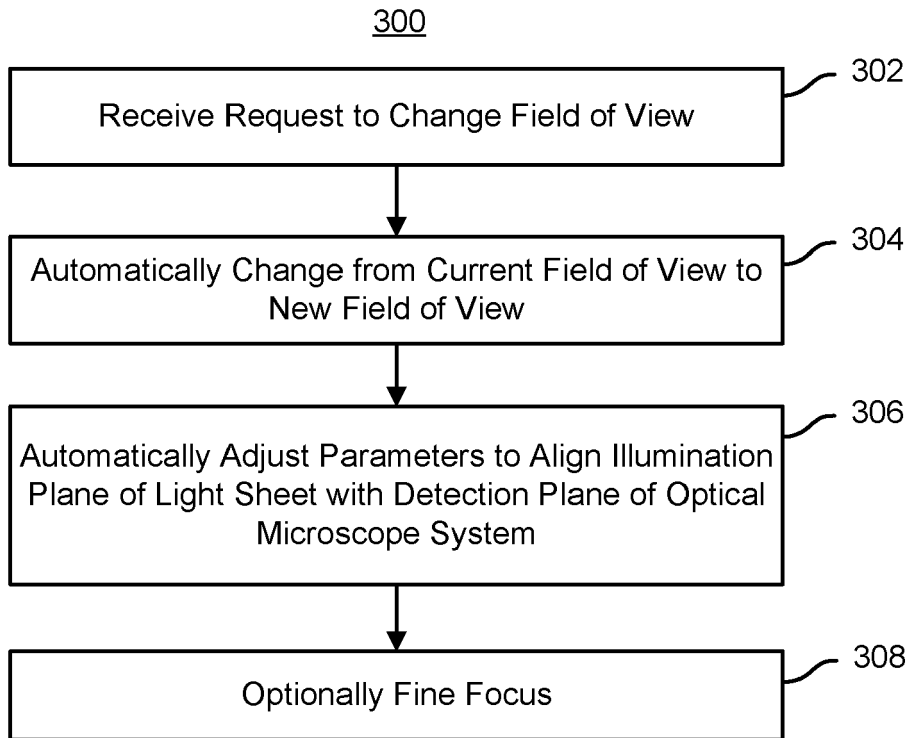 300
302
Receive Request to Change Field of View
304
Automatically Change from Current Field of View to
New Field of View
306
Automatically Adjust Parameters to Align Illumination
Plane of Light Sheet with Detection Plane of Optical
Microscope System
308
Optionally Fine Focus